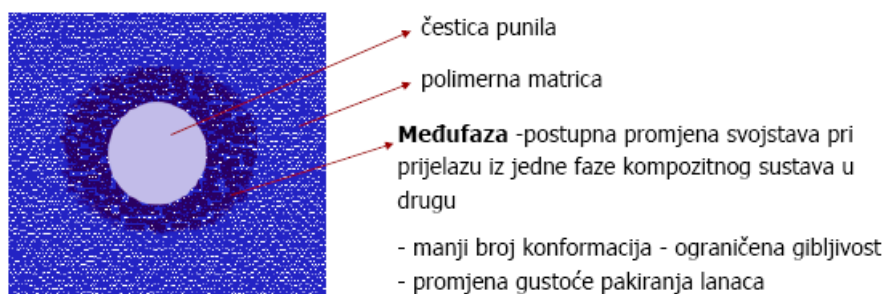 čestica punila
polimerna matrica
Međufaza -postupna promjena svojstava pri
prijelazu iz jedne faze kompozitnog sustava u
drugu
- manji broj konformacija - ograničena gibljivost
- promjena gustoće pakiranja lanaca